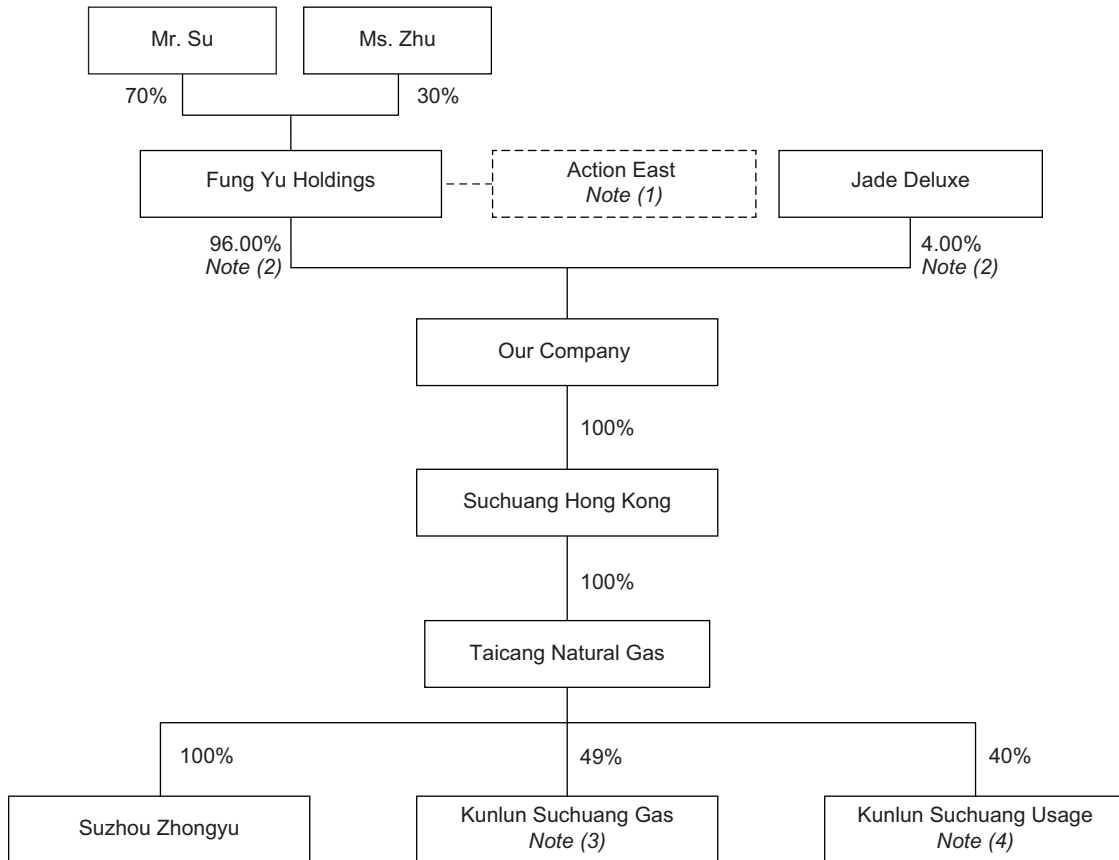 Mr. Su
Ms. Zhu
70%
30%
Fung Yu Holdings
Action East
Note (1)
Jade Deluxe
96.00%
Note (2)
4.00%
Note (2)
Our Company
100%
Suchuang Hong Kong
100%
Taicang Natural Gas
100%
49%
40%
Suzhou Zhongyu
Kunlun Suchuang Gas
Note (3)
Kunlun Suchuang Usage
Note (4)